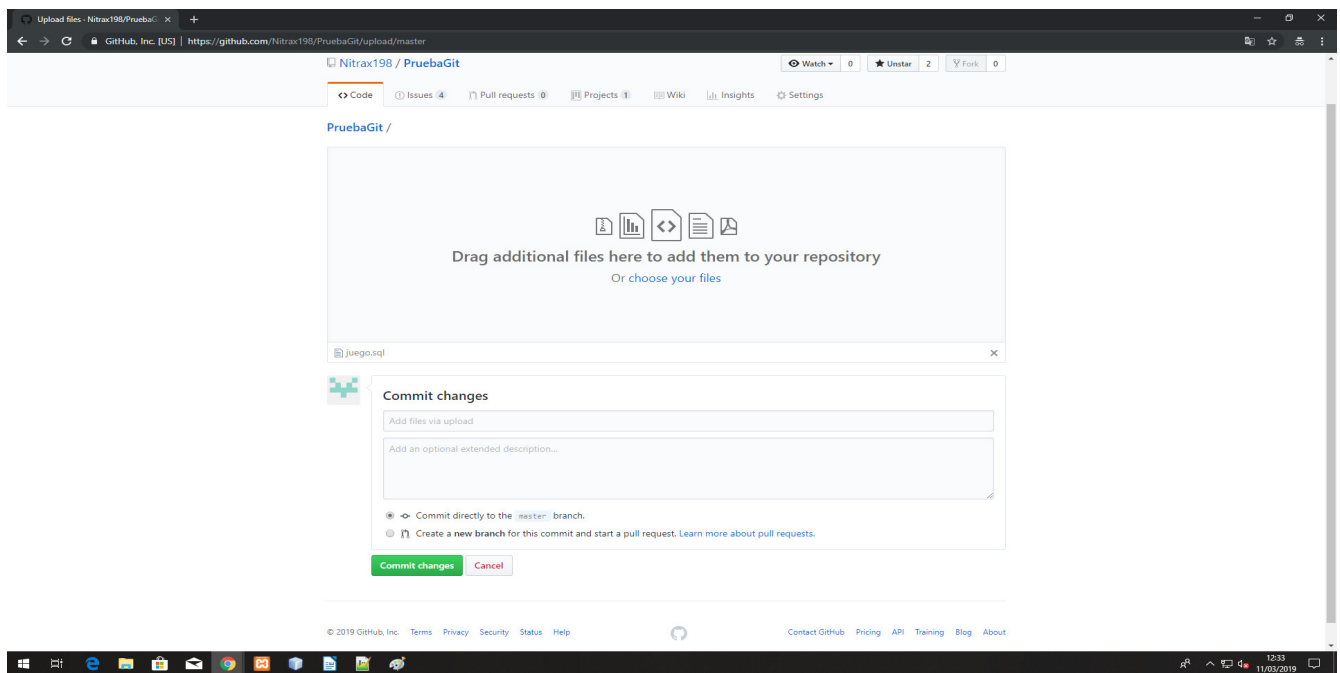 Upload files · Nitrax198/PruebaG
GitHub, Inc. [US] | https://github.com/Nitrax198/PruebaGit/upload/master
Nitrax198 / PruebaGit
Watch 0 Unstar 2 Fork 0
Code Issues 4 Pull requests 0 Projects 1 Wiki Insights Settings
PruebaGit /
Drag additional files here to add them to your repository
Or choose your files
juego.sql
Commit changes
Add files via upload
Add an optional extended description...
Commit directly to the master branch.
Create a new branch for this commit and start a pull request. Learn more about pull requests.
Commit changes Cancel
© 2019 GitHub, Inc. Terms Privacy Security Status Help Contact GitHub Pricing API Training Blog About
12:33
11/03/2019